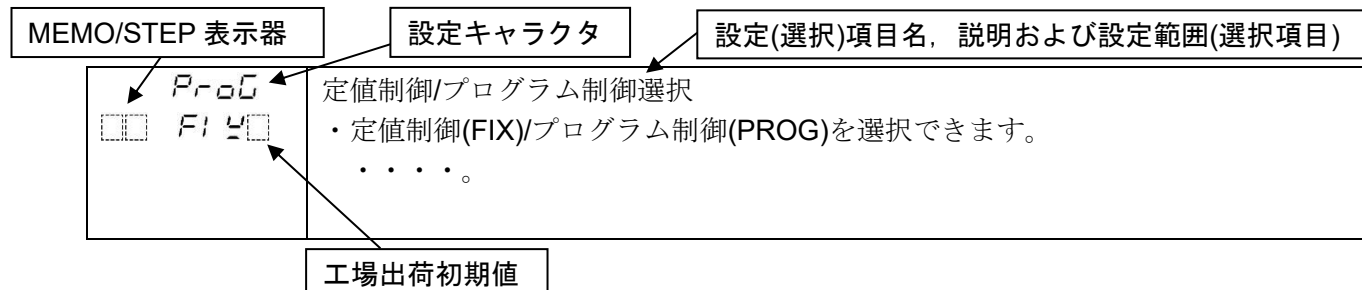 MEMO/STEP 表示器
設定キャラクタ
設定(選択)項目名，説明および設定範囲(選択項目)
ProG
FIX
定値制御/プログラム制御選択
・定値制御(FIX)/プログラム制御(PROG)を選択できます。
・・・・。
工場出荷初期値